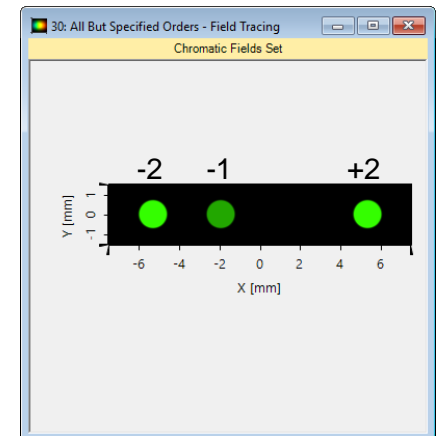 30: All But Specified Orders - Field Tracing
Chromatic Fields Set
-2 -1 +2
Y [mm]
1
0
-1
-6 -4 -2 0 2 4 6
X [mm]